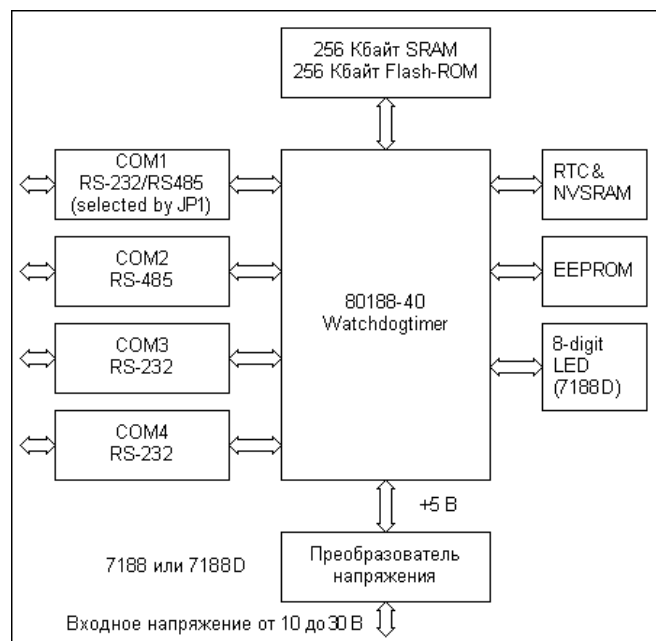 256 Кбайт SRAM
256 Кбайт Flash-ROM
COM1
RS-232/RS485
(selected by JP1)
COM2
RS-485
COM3
RS-232
COM4
RS-232
80188-40
Watchdogtimer
RTC &
NVSRAM
EEPROM
8-digit
LED
(7188D)
+5 В
7188 или 7188D
Преобразователь
напряжения
Входное напряжение от 10 до 30 В